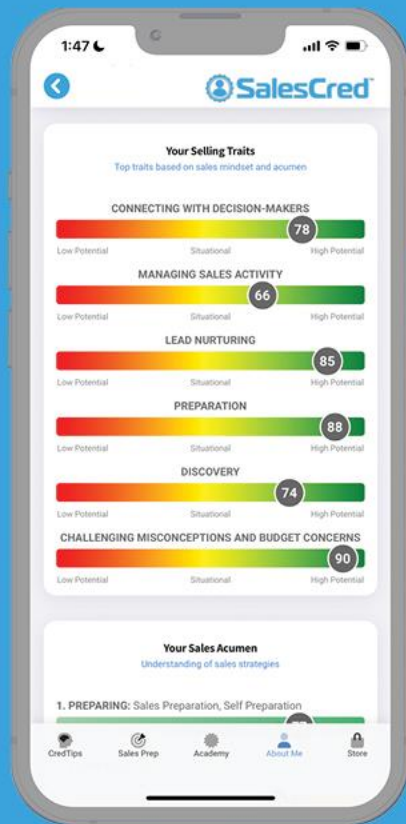 1:47
SalesCred™
Your Selling Traits
Top traits based on sales mindset and acumen
CONNECTING WITH DECISION-MAKERS
78
Low Potential Situational High Potential
MANAGING SALES ACTIVITY
66
Low Potential Situational High Potential
LEAD NURTURING
85
Low Potential Situational High Potential
PREPARATION
88
Low Potential Situational High Potential
DISCOVERY
74
Low Potential Situational High Potential
CHALLENGING MISCONCEPTIONS AND BUDGET CONCERNS
90
Low Potential Situational High Potential
Your Sales Acumen
Understanding of sales strategies
1. PREPARING: Sales Preparation, Self Preparation
CredTips Sales Prep Academy About Me Store